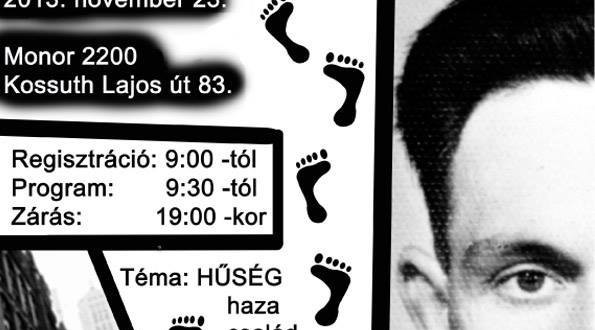 2013. november 23.
Monor 2200
Kossuth Lajos út 83.
Regisztráció: 9:00 -tól
Program: 9:30 -tól
Zárás: 19:00 -kor
Téma: HŰSÉG
haza
család